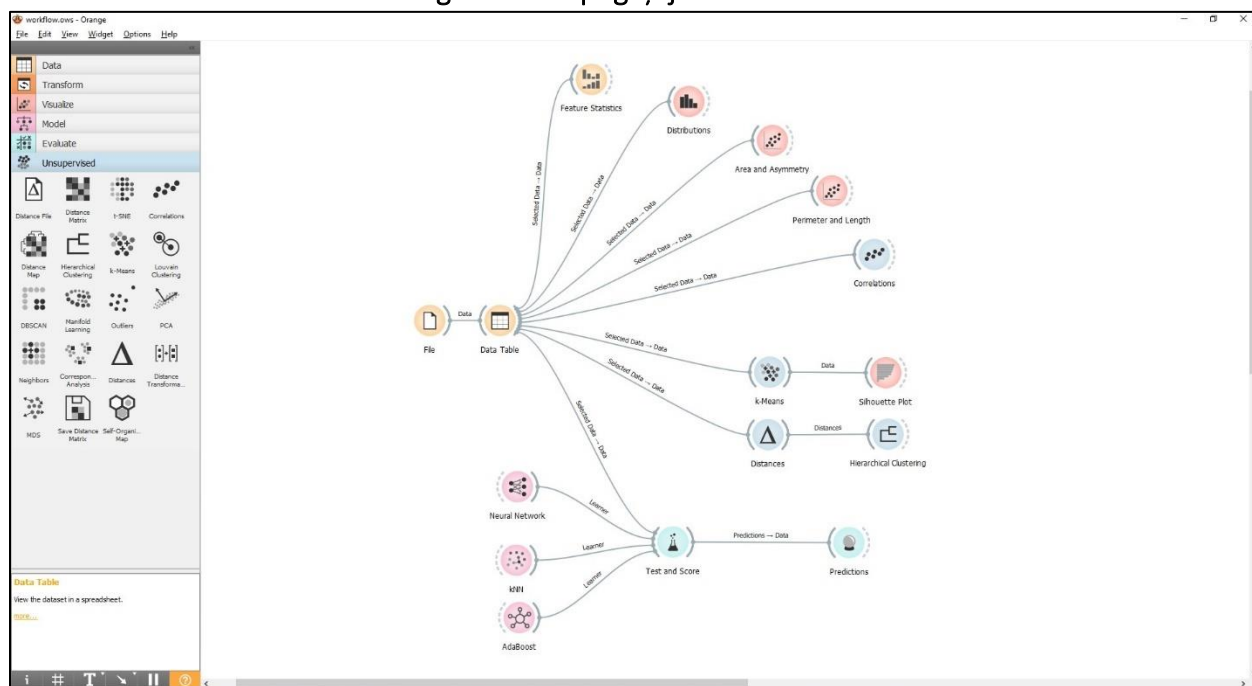 workflow.ows - Orange
File Edit View Widget Options Help
Data
Transform
Visualize
Model
Evaluate
Unsupervised
Distance File
Distance Matrix
t-SNE
Correlations
Distance Map
Hierarchical Clustering
k-Means
Louvain Clustering
DBSCAN
Manifold Learning
Outliers
PCA
Neighbors
Correspon... Analysis
Distances
Distance Transforma...
MDS
Save Distance Matrix
Self-Organi... Map
Data Table
View the dataset in a spreadsheet.
more...
Feature Statistics
Distributions
Area and Asymmetry
Perimeter and Length
Correlations
Selected Data → Data
Selected Data → Data
Selected Data → Data
Selected Data → Data
Selected Data → Data
File
Data
Data Table
Selected Data → Data
Selected Data → Data
Selected Data → Data
k-Means
Data
Silhouette Plot
Distances
Distances
Hierarchical Clustering
Neural Network
Learner
kNN
Learner
AdaBoost
Learner
Test and Score
Predictions → Data
Predictions